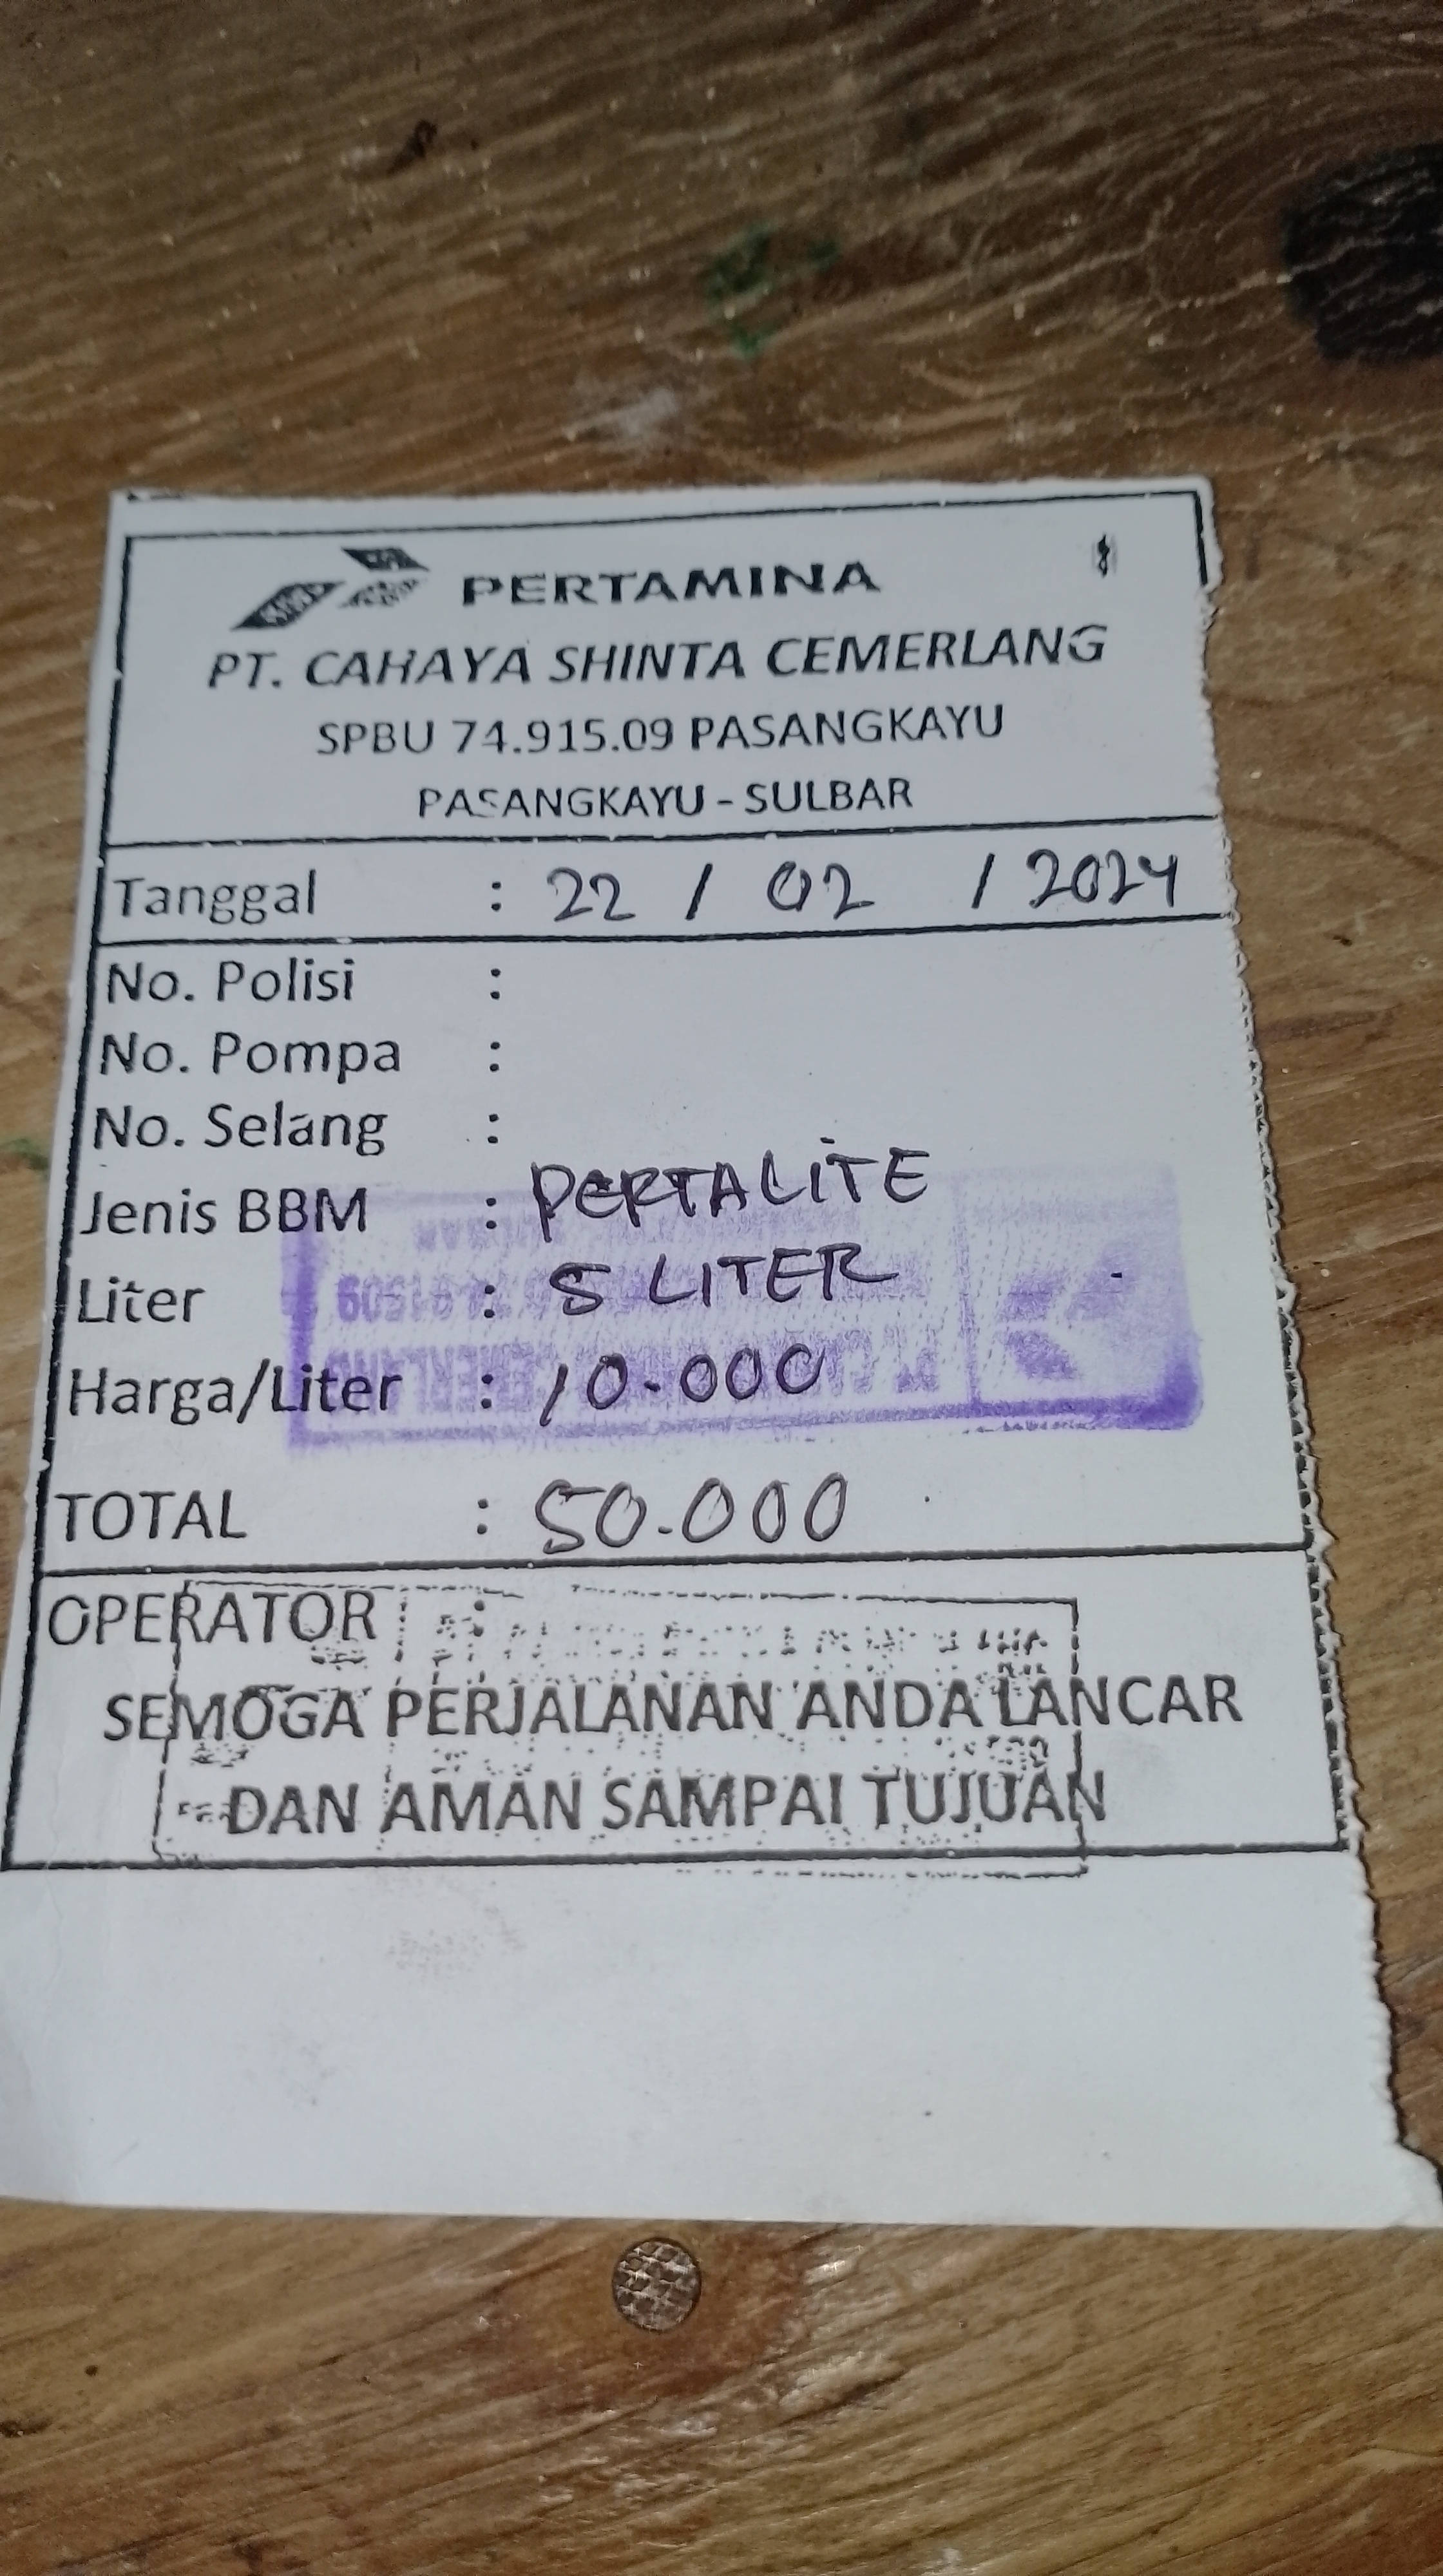 PERTAMINA
PT. CAHAYA SHINTA CEMERLANG
SPBU 74.915.09 PASANGKAYU
PASANGKAYU - SULBAR
Tanggal : 22 / 02 / 2024
No. Polisi :
No. Pompa :
No. Selang :
Jenis BBM : PERTALITE
Liter : 5 LITER
Harga/Liter : 10.000
TOTAL : 50.000
OPERATOR
SEMOGA PERJALANAN ANDA LANCAR
DAN AMAN SAMPAI TUJUAN